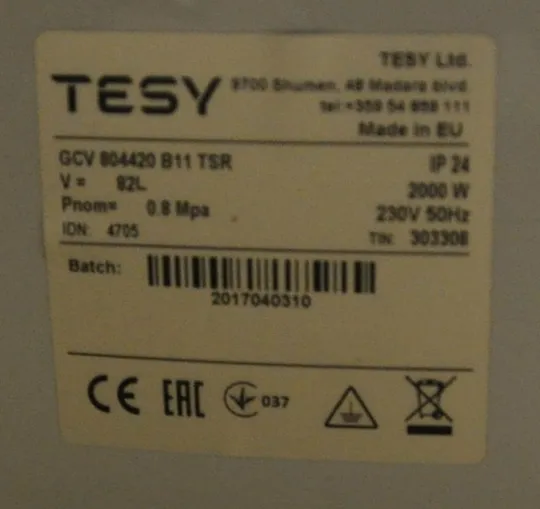 TESY
TESY Ltd.
9700 Shumen, 48 Madara blvd.
tel:+359 54 859 111
Made in EU
GCV 804420 B11 TSR
IP 24
V = 82L
2000 W
Pnom= 0.8 Mpa
230V 50Hz
IDN: 4705
TIN: 303308
Batch:
2017040310
CE EAC 037